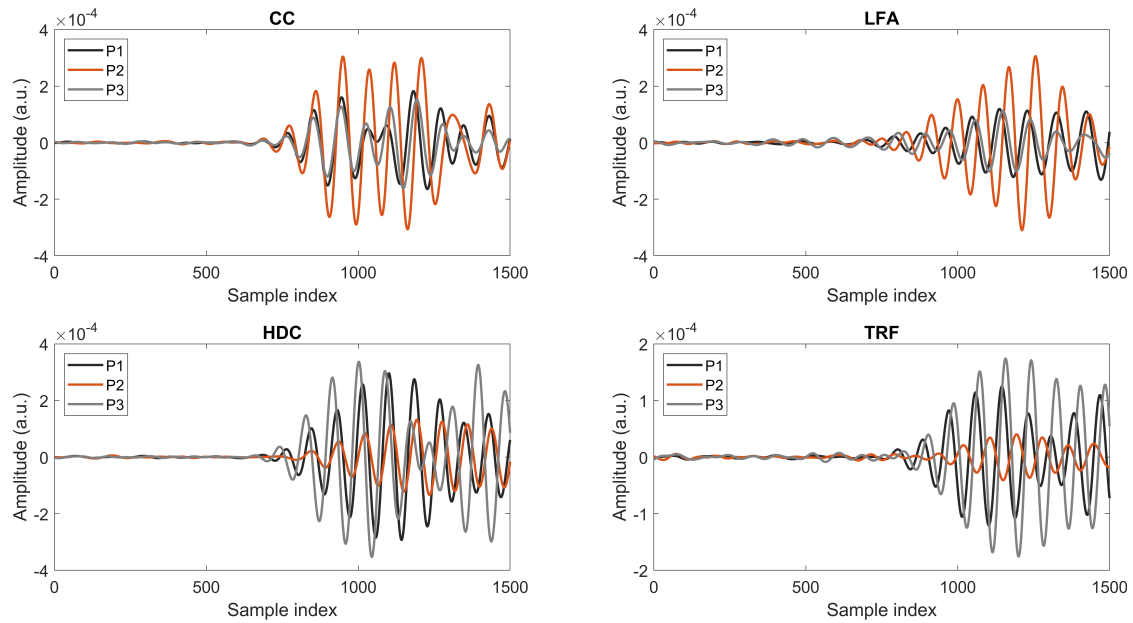 CC
×10⁻⁴
4
2
0
-2
-4
Amplitude (a.u.)
P1
P2
P3
0 500 1000 1500
Sample index
LFA
×10⁻⁴
4
2
0
-2
-4
Amplitude (a.u.)
P1
P2
P3
0 500 1000 1500
Sample index
HDC
×10⁻⁴
4
2
0
-2
-4
Amplitude (a.u.)
P1
P2
P3
0 500 1000 1500
Sample index
TRF
×10⁻⁴
2
1
0
-1
-2
Amplitude (a.u.)
P1
P2
P3
0 500 1000 1500
Sample index